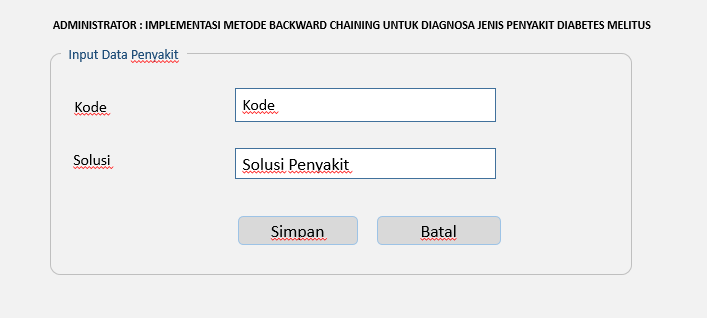 ADMINISTRATOR : IMPLEMENTASI METODE BACKWARD CHAINING UNTUK DIAGNOSA JENIS PENYAKIT DIABETES MELITUS
Input Data Penyakit
Kode Kode
Solusi Solusi Penyakit
Simpan Batal